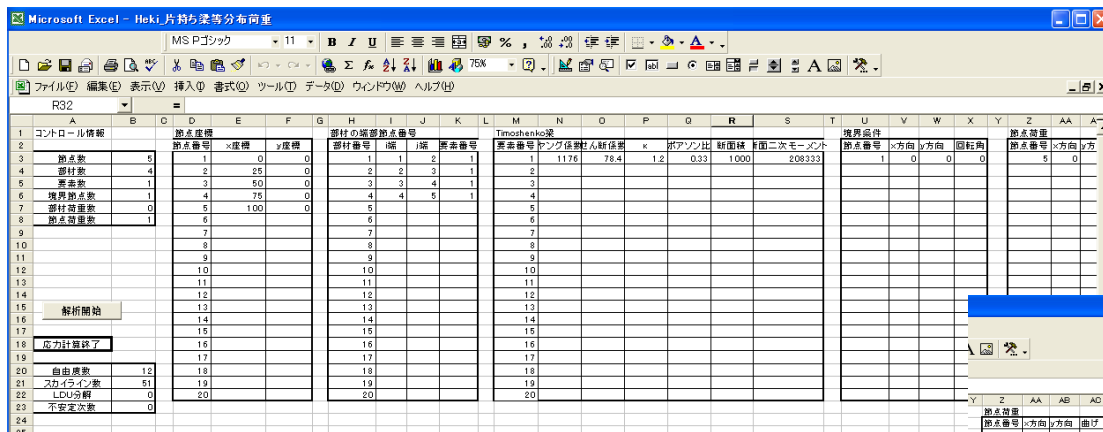 Microsoft Excel - Heki_片持ち梁等分布荷重
MS Pゴシック 11 B I U
75%
ファイル(F) 編集(E) 表示(V) 挿入(I) 書式(O) ツール(T) データ(D) ウィンドウ(W) ヘルプ(H)
R32 =
A B C D E F G H I J K L M N O P Q R S T U V W X Y Z AA
1 コントロール情報 節点座標 部材の端部節点番号 Timoshenko梁 境界条件 節点荷重
2 節点番号 x座標 y座標 部材番号 i端 j端 要素番号 要素番号 ヤング係数 せん断係数 κ ポアソン比 断面積 断面二次モーメント 節点番号 x方向 y方向 回転角 節点番号 x方向 y方
3 節点数 5 1 0 0 1 1 2 1 1 1176 78.4 1.2 0.33 1000 208333 1 0 0 0 5 0
4 部材数 4 2 25 0 2 2 3 1 2
5 要素数 1 3 50 0 3 3 4 1 3
6 境界節点数 1 4 75 0 4 4 5 1 4
7 部材荷重数 0 5 100 0 5 5
8 節点荷重数 1 6 6 6
9 7 7 7
10 8 8 8
11 9 9 9
12 10 10 10
13 11 11 11
14 12 12 12
15 解析開始 13 13 13
16 14 14 14
17 15 15 15
18 応力計算終了 16 16 16
19 17 17 17
20 自由度数 12 18 18 18
21 スカイライン数 51 19 19 19
22 LDU分解 0 20 20 20
23 不安定次数 0
24
Y Z AA AB AC
節点荷重
節点番号 x方向 y方向 曲げ